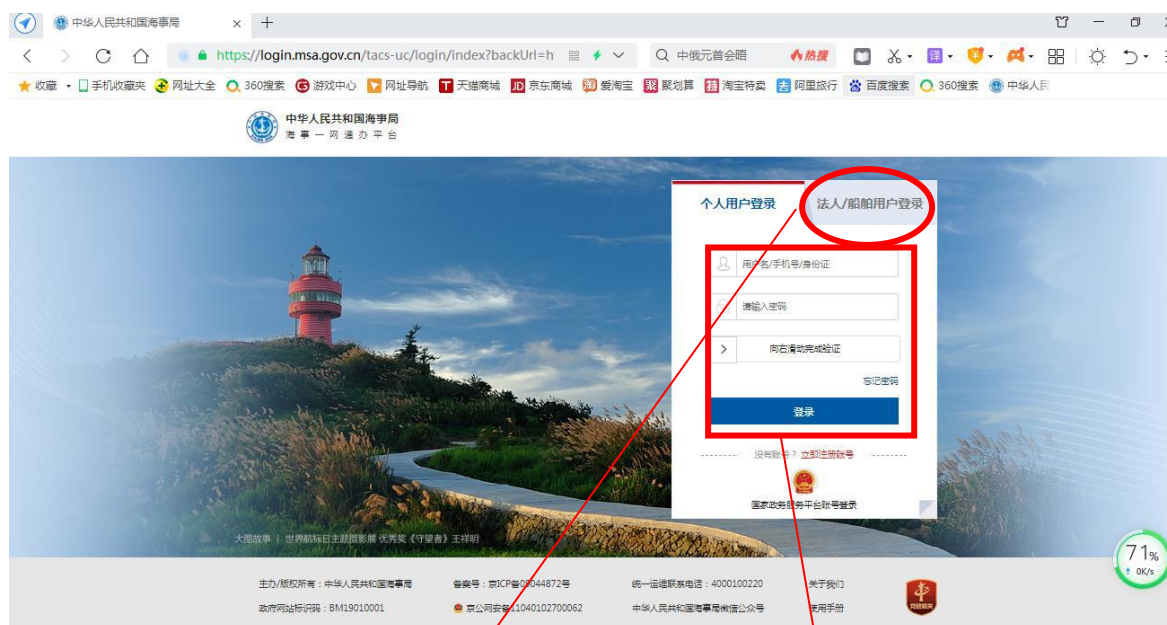 中华人民共和国海事局
https://login.msa.gov.cn/tacs-uc/login/index?backUrl=h
中俄元首会晤
热搜
译
收藏
手机收藏夹
网址大全
360搜索
游戏中心
网址导航
天猫商城
京东商城
爱淘宝
聚划算
淘宝特卖
阿里旅行
百度搜索
360搜索
中华人民
中华人民共和国海事局
海事一网通办平台
个人用户登录
法人/船舶用户登录
用户名/手机号/身份证
请输入密码
向右滑动完成验证
忘记密码
登录
没有账号？立即注册账号
国家政务服务平台账号登录
大图故事 | 世界航标日主题摄影展 优秀奖《守望者》王祥明
71%
0K/s
主办/版权所有：中华人民共和国海事局
备案号：京ICP备09044872号
统一运维联系电话：4000100220
关于我们
政府网站标识码：BM19010001
京公网安备11040102700062
中华人民共和国海事局微信公众号
使用手册
党政机关